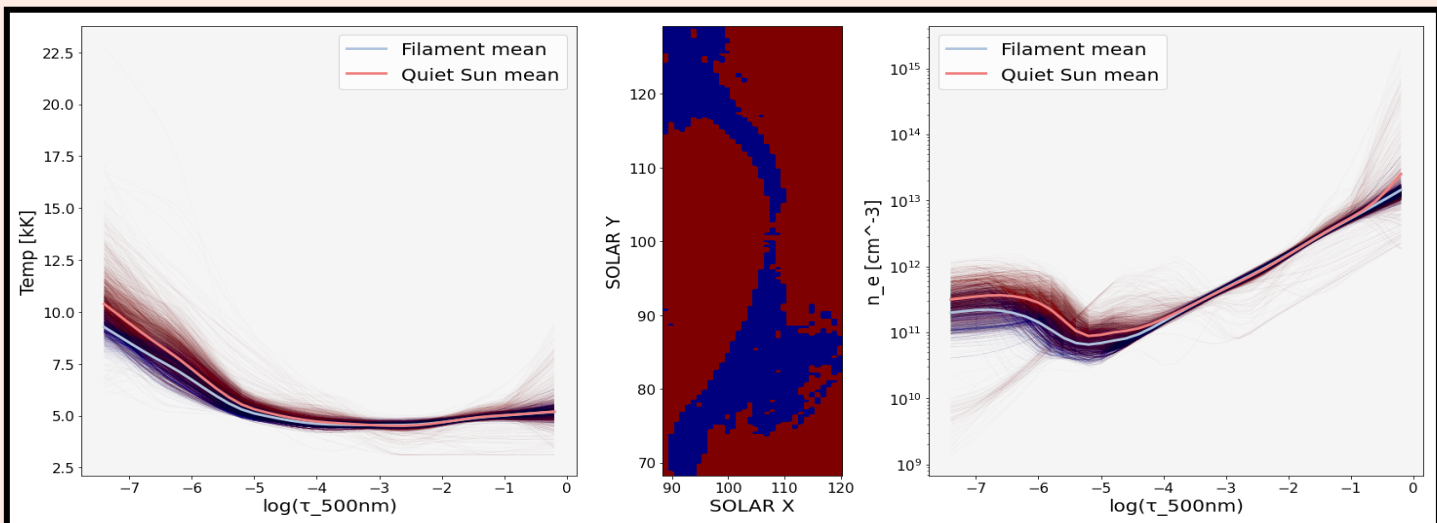 Temp [kK]
22.5
20.0
17.5
15.0
12.5
10.0
7.5
5.0
2.5
Filament mean
Quiet Sun mean
−7 −6 −5 −4 −3 −2 −1 0
log(τ_500nm)
SOLAR Y
120
110
100
90
80
70
90 100 110 120
SOLAR X
n_e [cm^-3]
10^15
10^14
10^13
10^12
10^11
10^10
10^9
Filament mean
Quiet Sun mean
−7 −6 −5 −4 −3 −2 −1 0
log(τ_500nm)